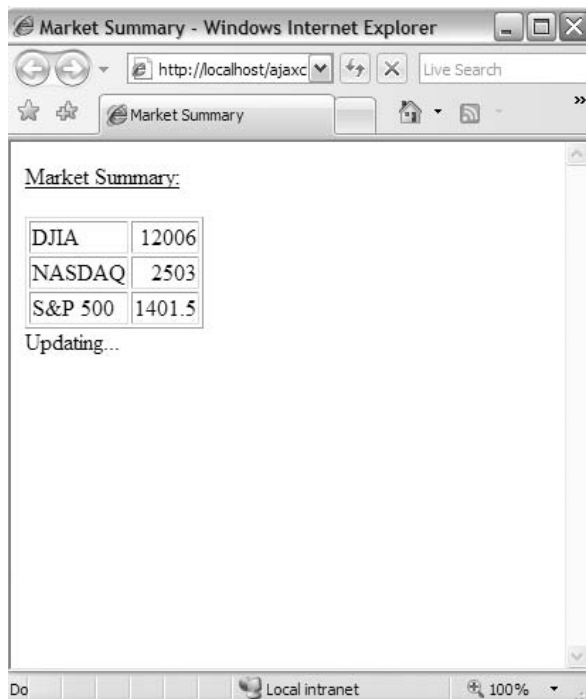 Market Summary - Windows Internet Explorer
http://localhost/ajaxc
Live Search
Market Summary
»
Market Summary:
DJIA 12006
NASDAQ 2503
S&P 500 1401.5
Updating...
Do
Local intranet
100%